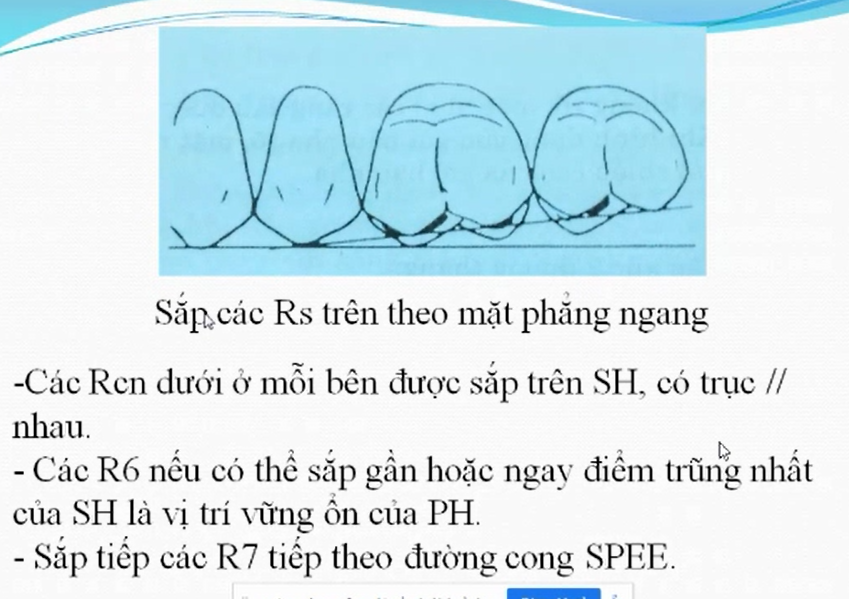 Sắp các Rs trên theo mặt phẳng ngang
-Các Rcn dưới ở mỗi bên được sắp trên SH, có trục //
nhau.
- Các R6 nếu có thể sắp gần hoặc ngay điểm trũng nhất
của SH là vị trí vững ổn của PH.
- Sắp tiếp các R7 tiếp theo đường cong SPEE.